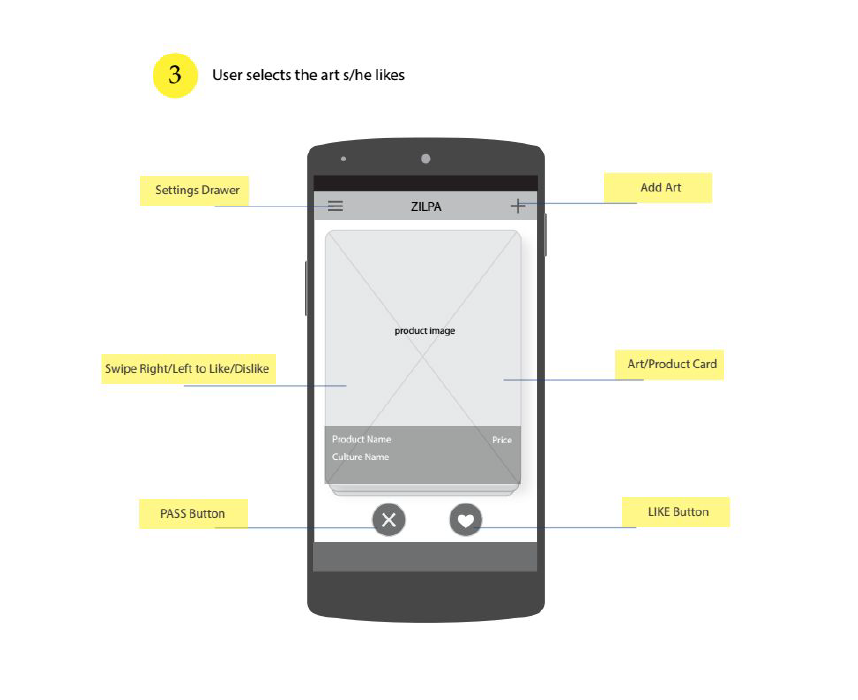 3 User selects the art s/he likes
Settings Drawer
Add Art
ZILPA
product image
Swipe Right/Left to Like/Dislike
Art/Product Card
Product Name Price
Culture Name
PASS Button
LIKE Button